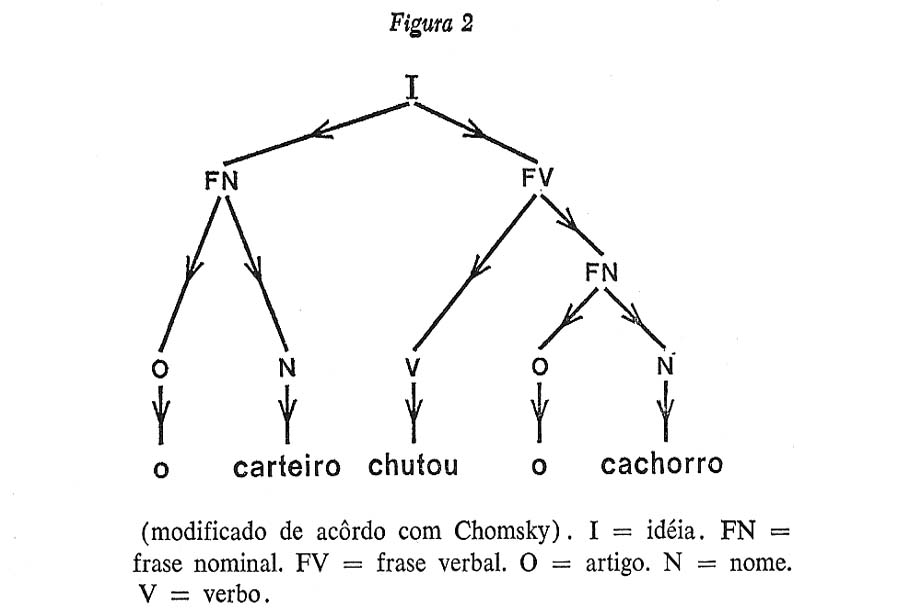 Figura 2
I
FN FV
FN
O N V O N
o carteiro chutou o cachorro
(modificado de acôrdo com Chomsky). I = idéia. FN =
frase nominal. FV = frase verbal. O = artigo. N = nome.
V = verbo.